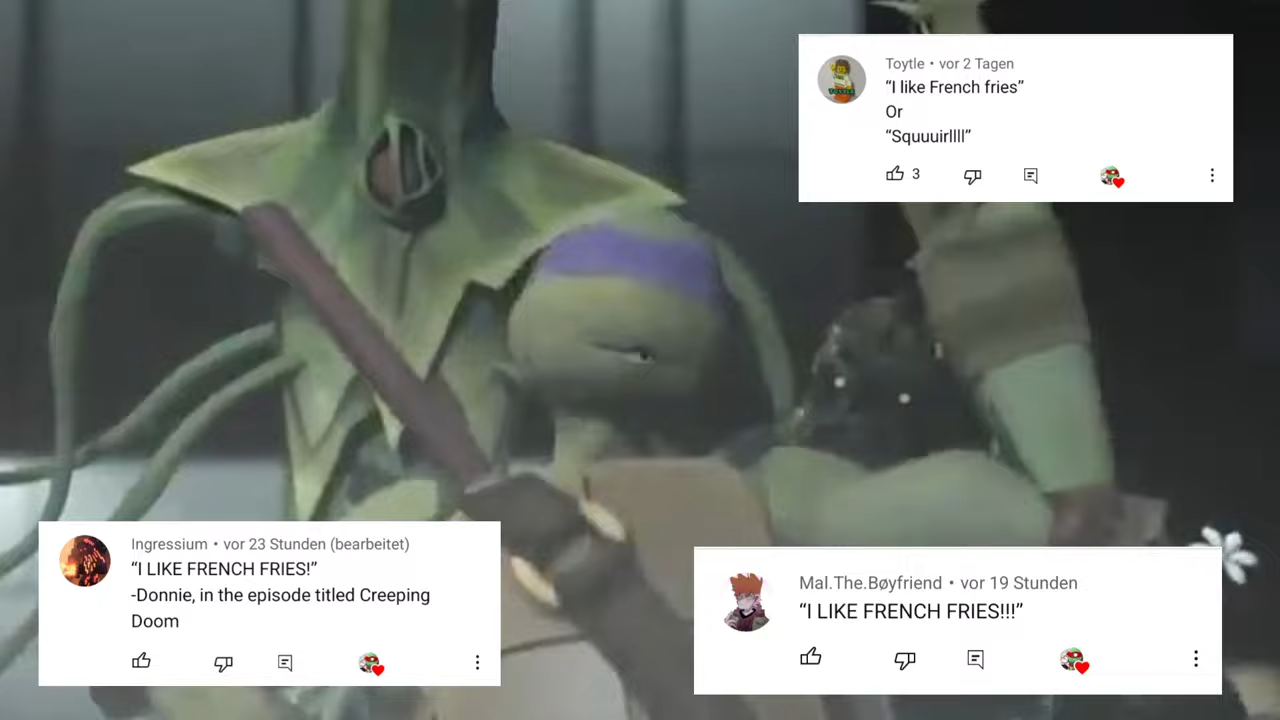 Toytle • vor 2 Tagen
“I like French fries”
Or
“Squuuirllll”
3
Ingressium • vor 23 Stunden (bearbeitet)
“I LIKE FRENCH FRIES!”
-Donnie, in the episode titled Creeping
Doom
Mal.The.Bøyfriend • vor 19 Stunden
“I LIKE FRENCH FRIES!!!”